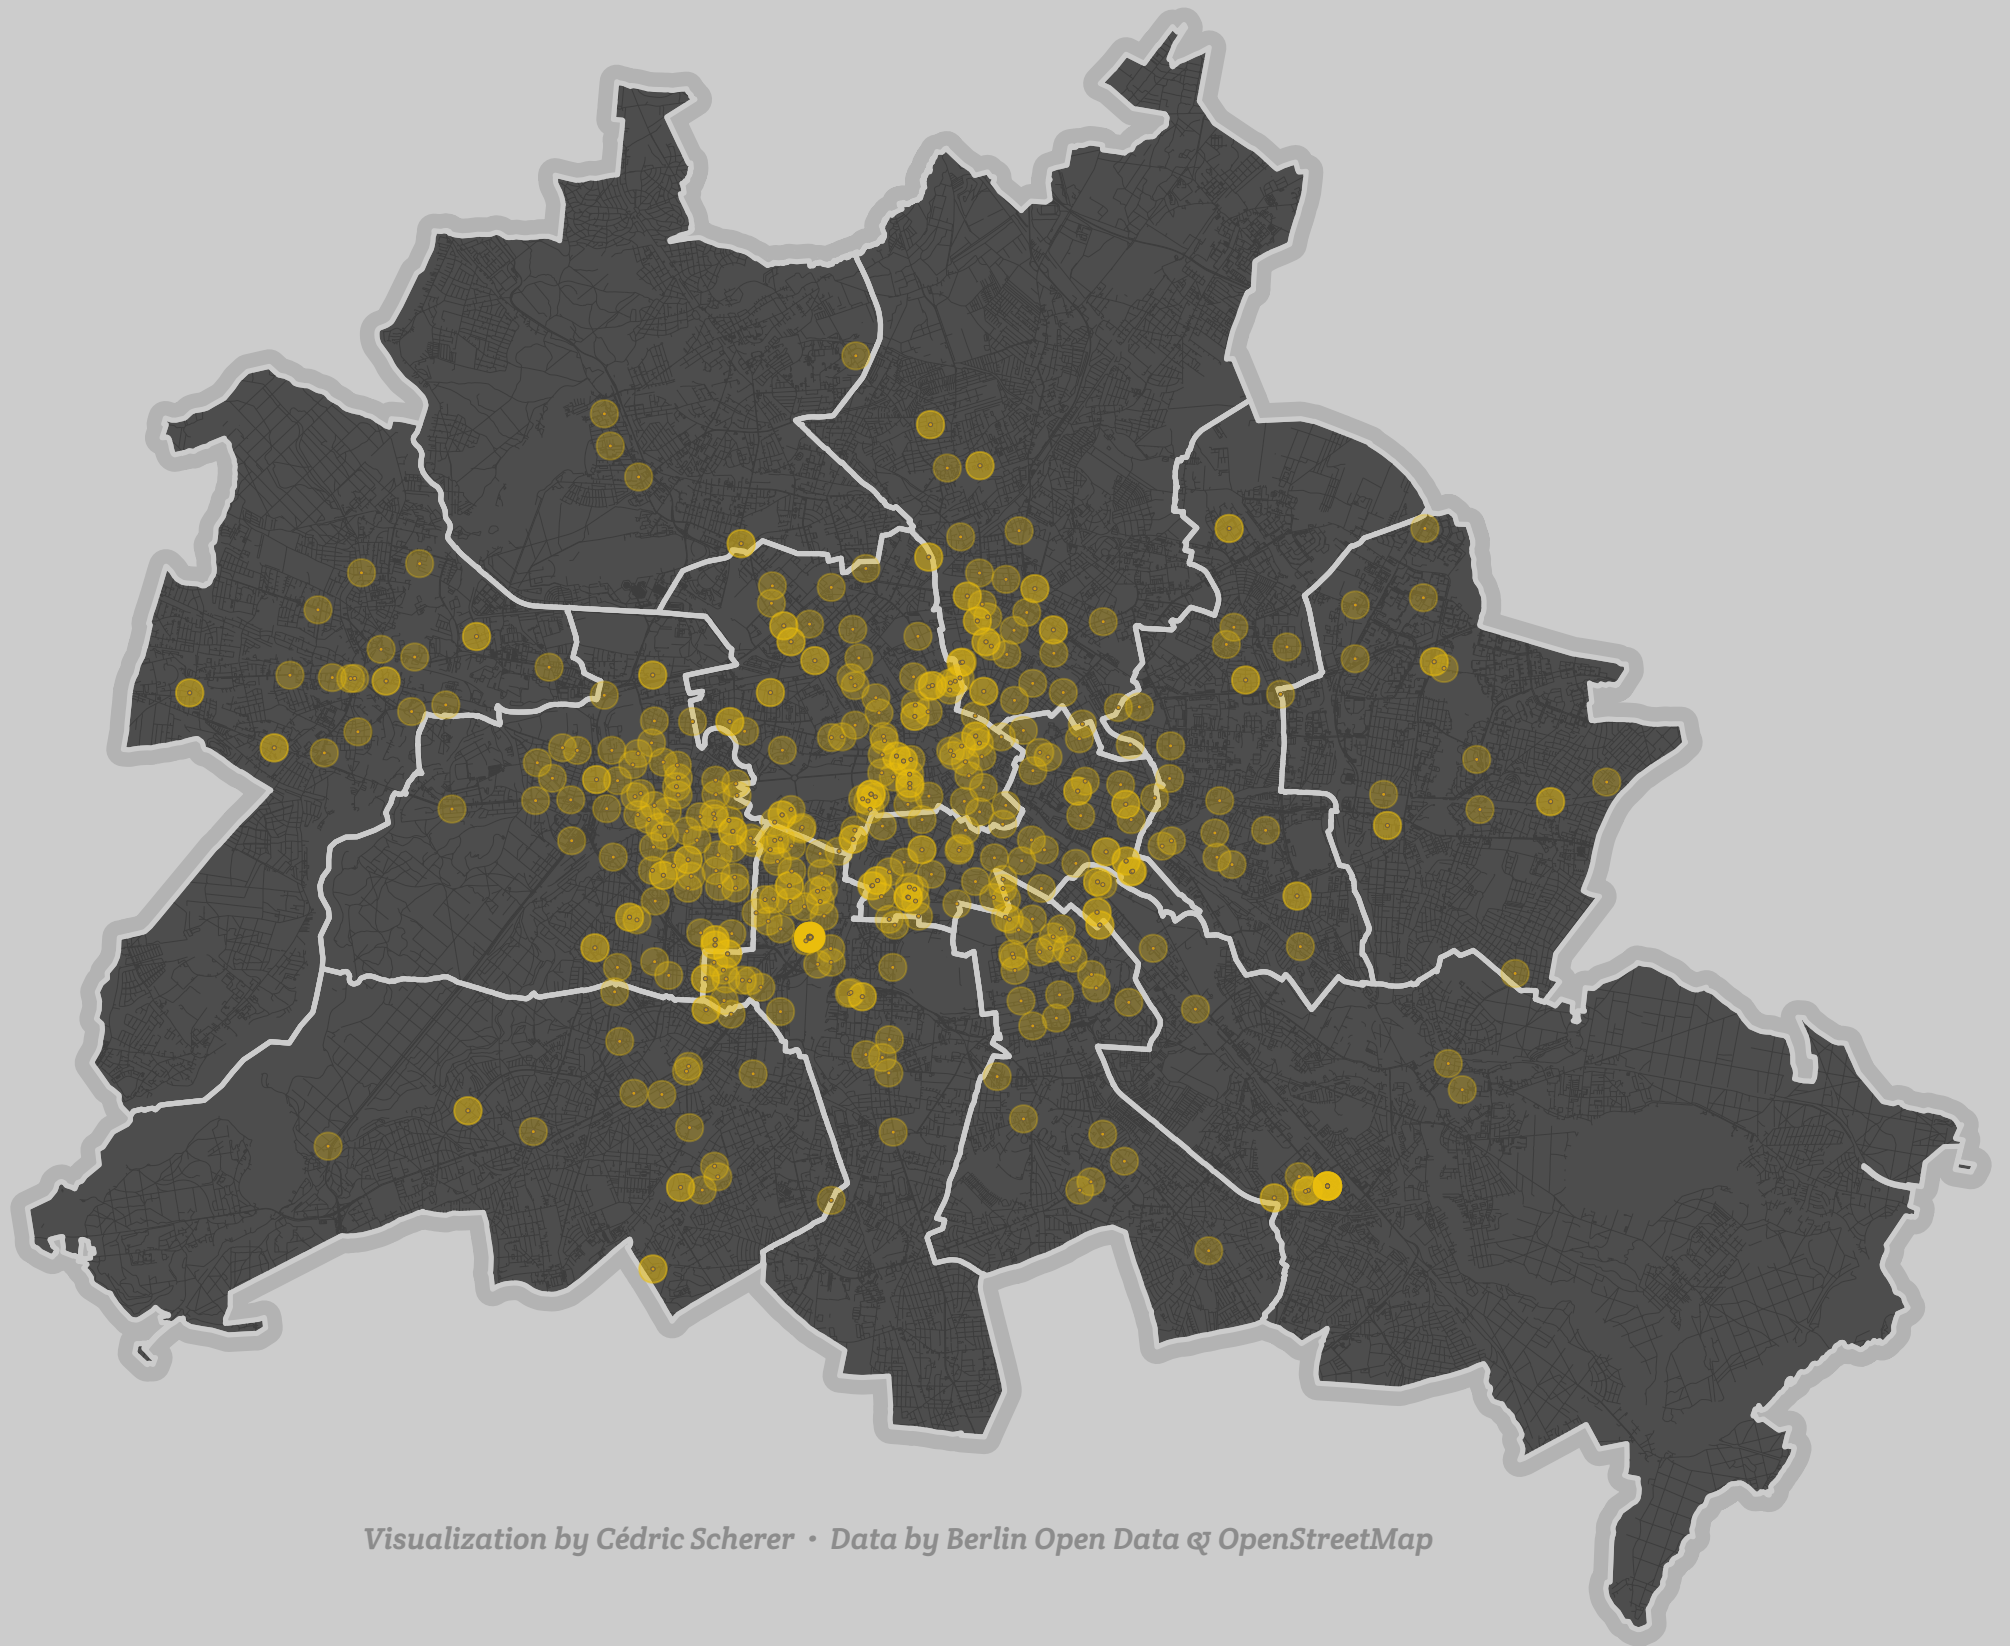 Visualization by Cédric Scherer • Data by Berlin Open Data & OpenStreetMap